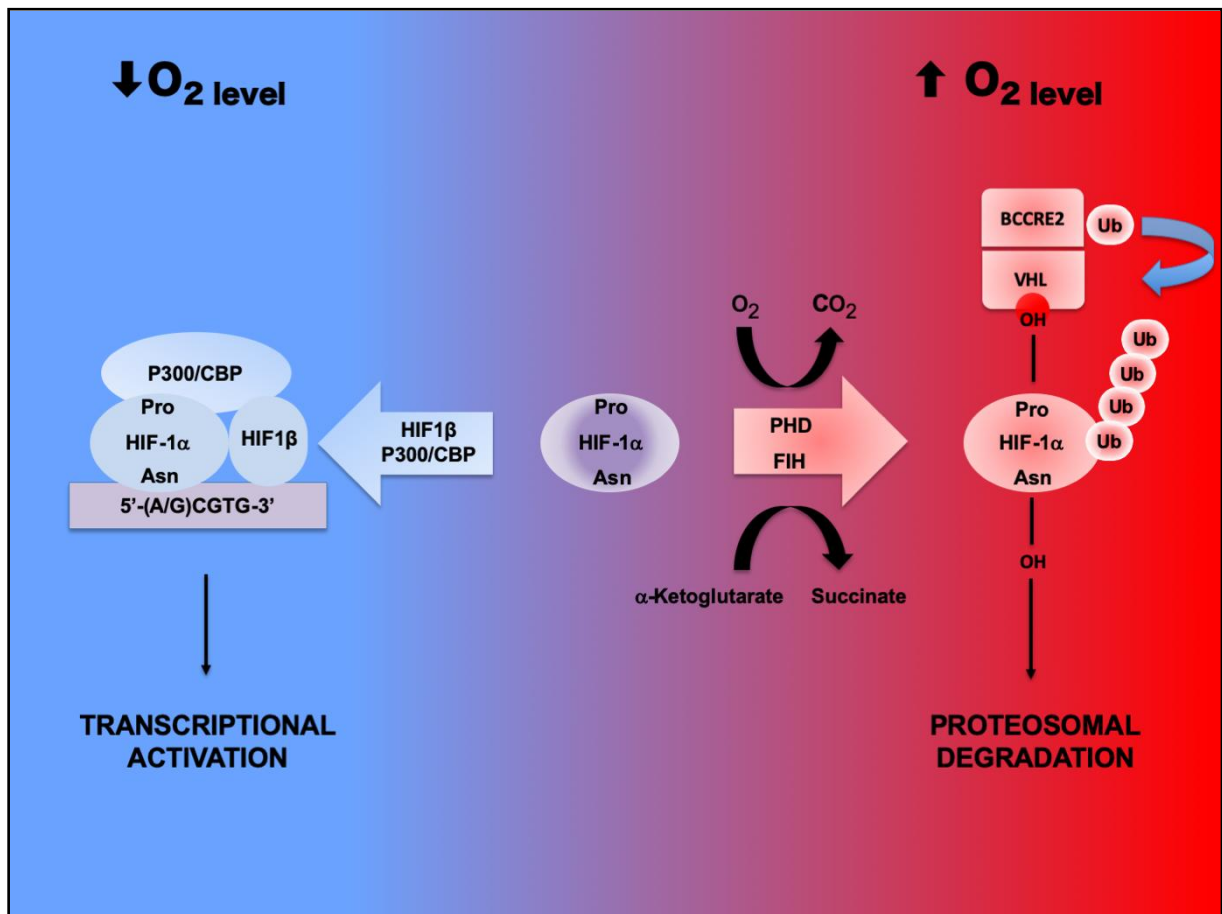 ↓O2 level
↑ O2 level
BCCRE2
Ub
VHL
OH
O2
CO2
Ub
Ub
Ub
Ub
P300/CBP
Pro
HIF-1α
Asn
HIF1β
5’-(A/G)CGTG-3’
HIF1β
P300/CBP
Pro
HIF-1α
Asn
PHD
FIH
Pro
HIF-1α
Asn
OH
α-Ketoglutarate
Succinate
TRANSCRIPTIONAL
ACTIVATION
PROTEOSOMAL
DEGRADATION